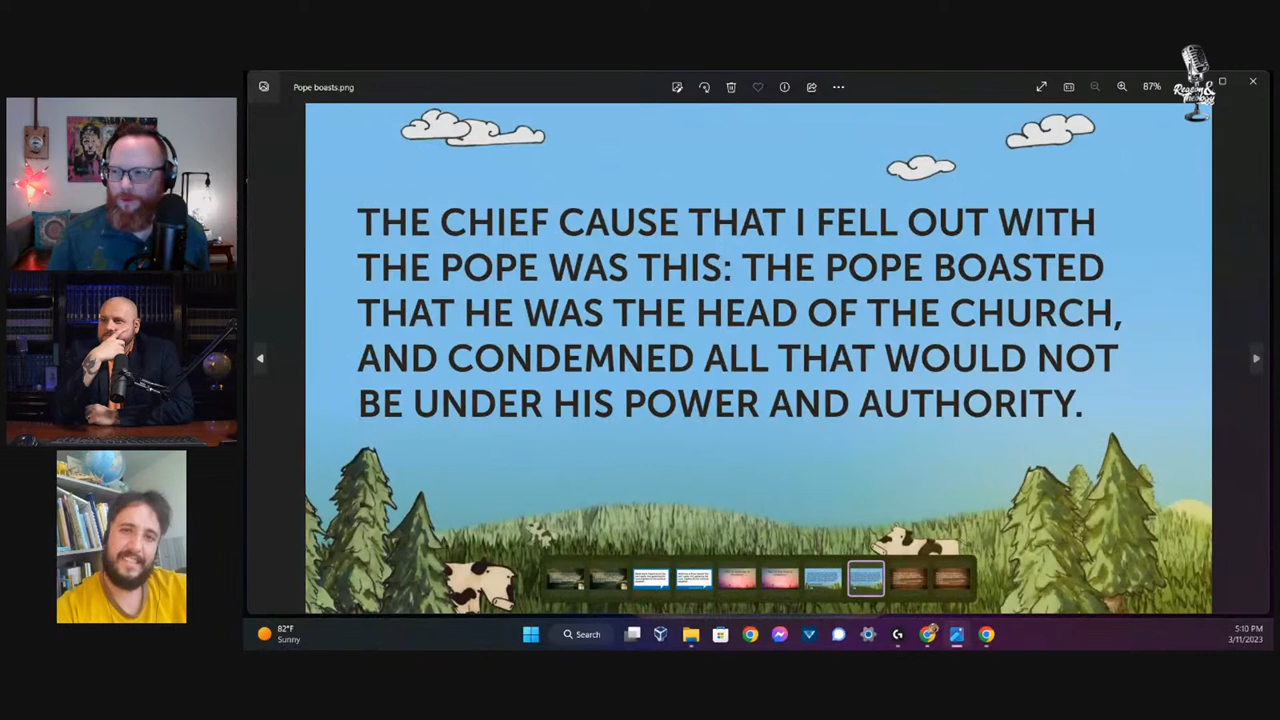 Reason &
Theology
Pope boasts.png
87%
THE CHIEF CAUSE THAT I FELL OUT WITH
THE POPE WAS THIS: THE POPE BOASTED
THAT HE WAS THE HEAD OF THE CHURCH,
AND CONDEMNED ALL THAT WOULD NOT
BE UNDER HIS POWER AND AUTHORITY.
82°F
Sunny
Search
5:10 PM
3/11/2023